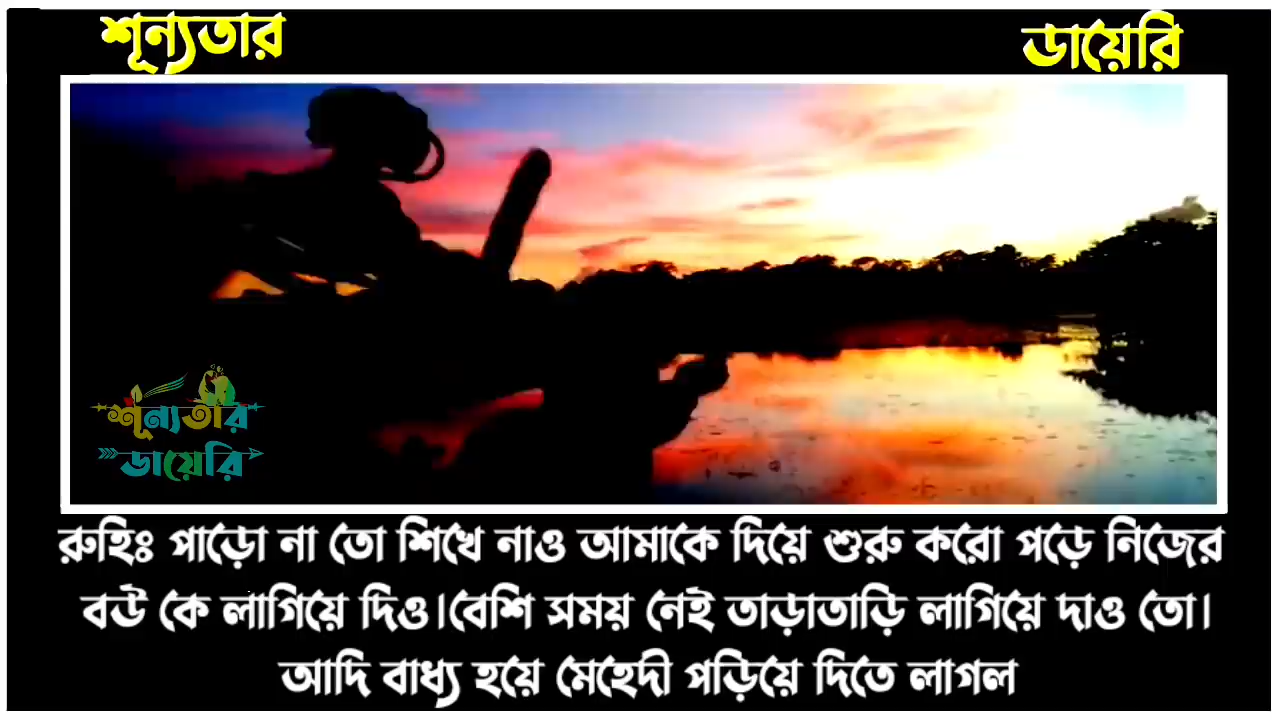 শূন্যতার ডায়েরি
শূন্যতার
ডায়েরি
রুহিঃ পাড়ো না তো শিখে নাও আমাকে দিয়ে শুরু করো পড়ে নিজের
বউ কে লাগিয়ে দিও।বেশি সময় নেই তাড়াতাড়ি লাগিয়ে দাও তো।
আদি বাধ্য হয়ে মেহেদী পড়িয়ে দিতে লাগল